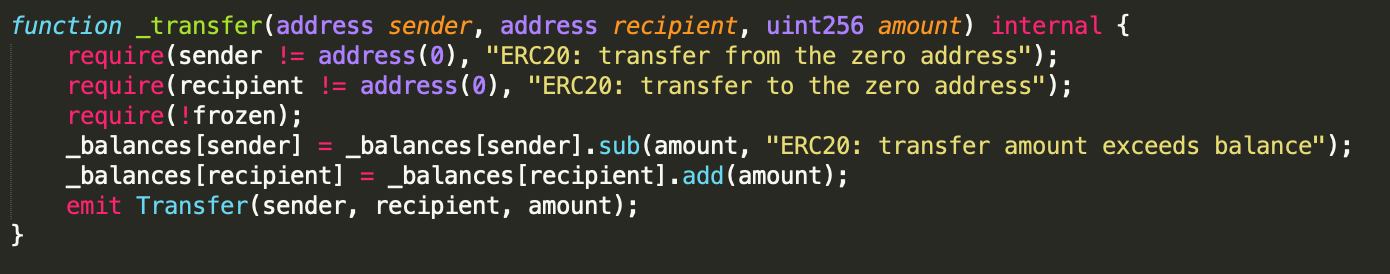 function _transfer(address sender, address recipient, uint256 amount) internal {
    require(sender != address(0), "ERC20: transfer from the zero address");
    require(recipient != address(0), "ERC20: transfer to the zero address");
    require(!frozen);
    _balances[sender] = _balances[sender].sub(amount, "ERC20: transfer amount exceeds balance");
    _balances[recipient] = _balances[recipient].add(amount);
    emit Transfer(sender, recipient, amount);
}